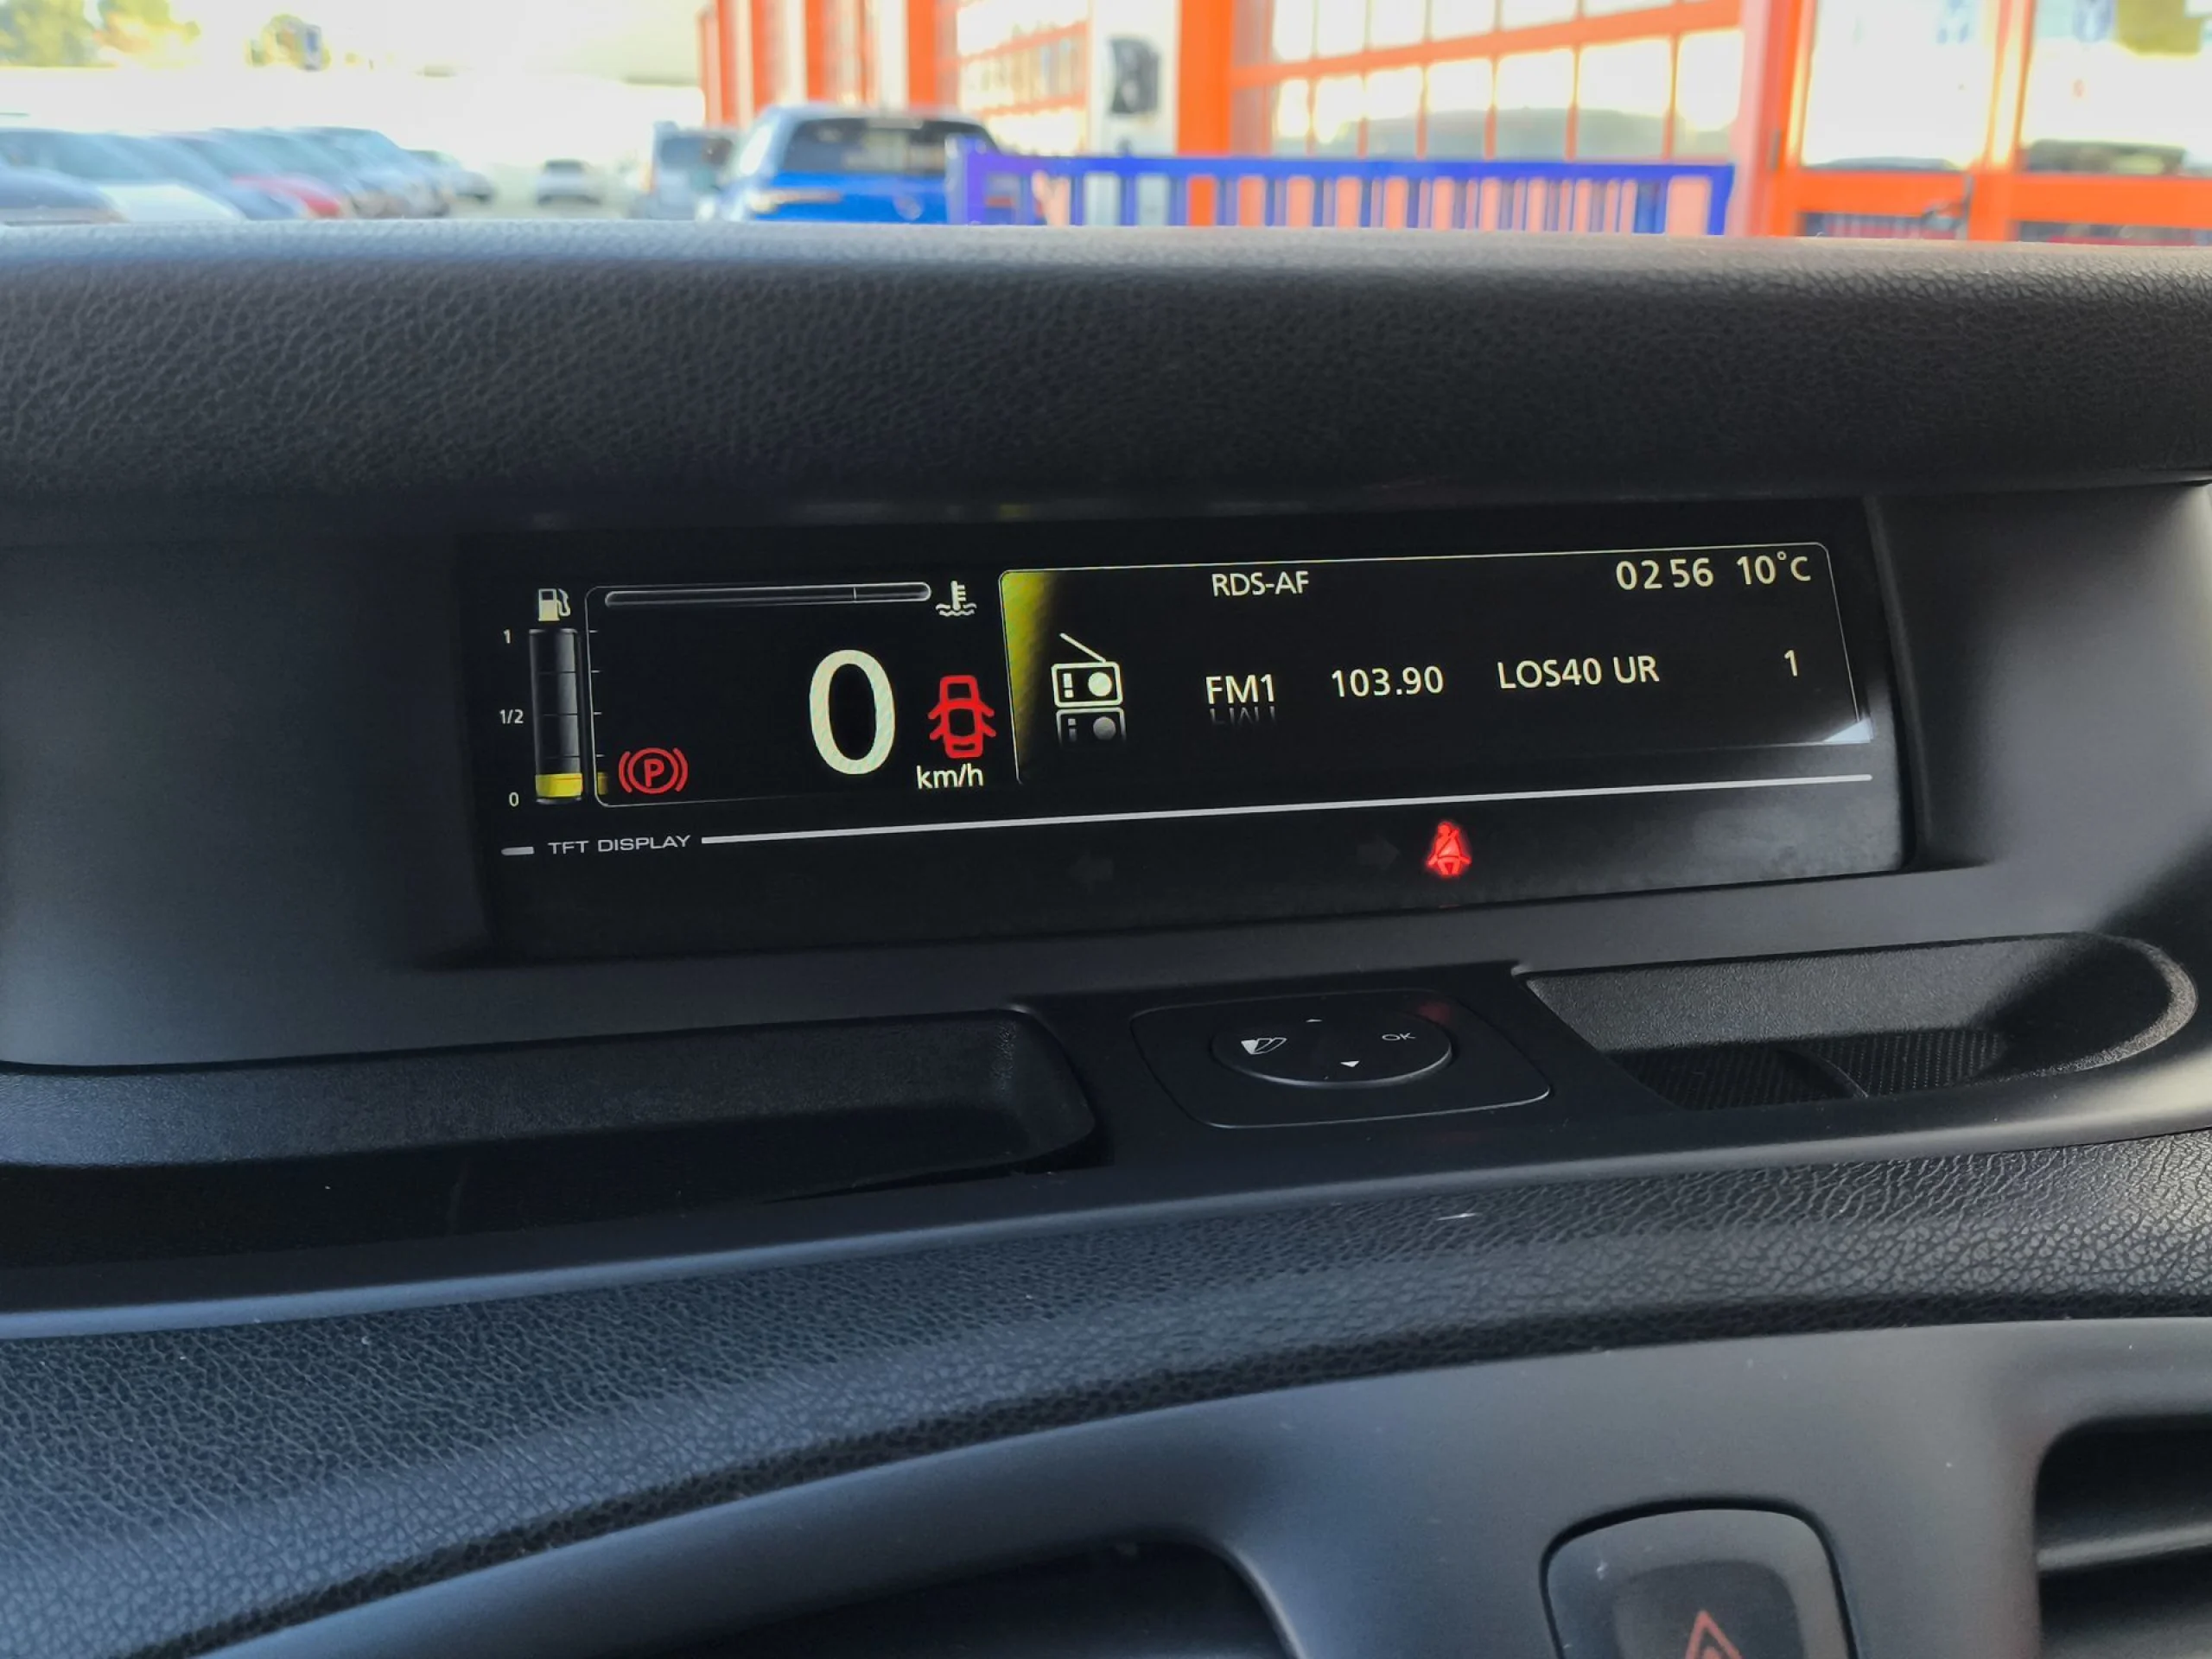 RDS-AF 02 56 10°C
1
1/2
0
0
km/h
P
FM1 103.90 LOS40 UR 1
TFT DISPLAY
OK